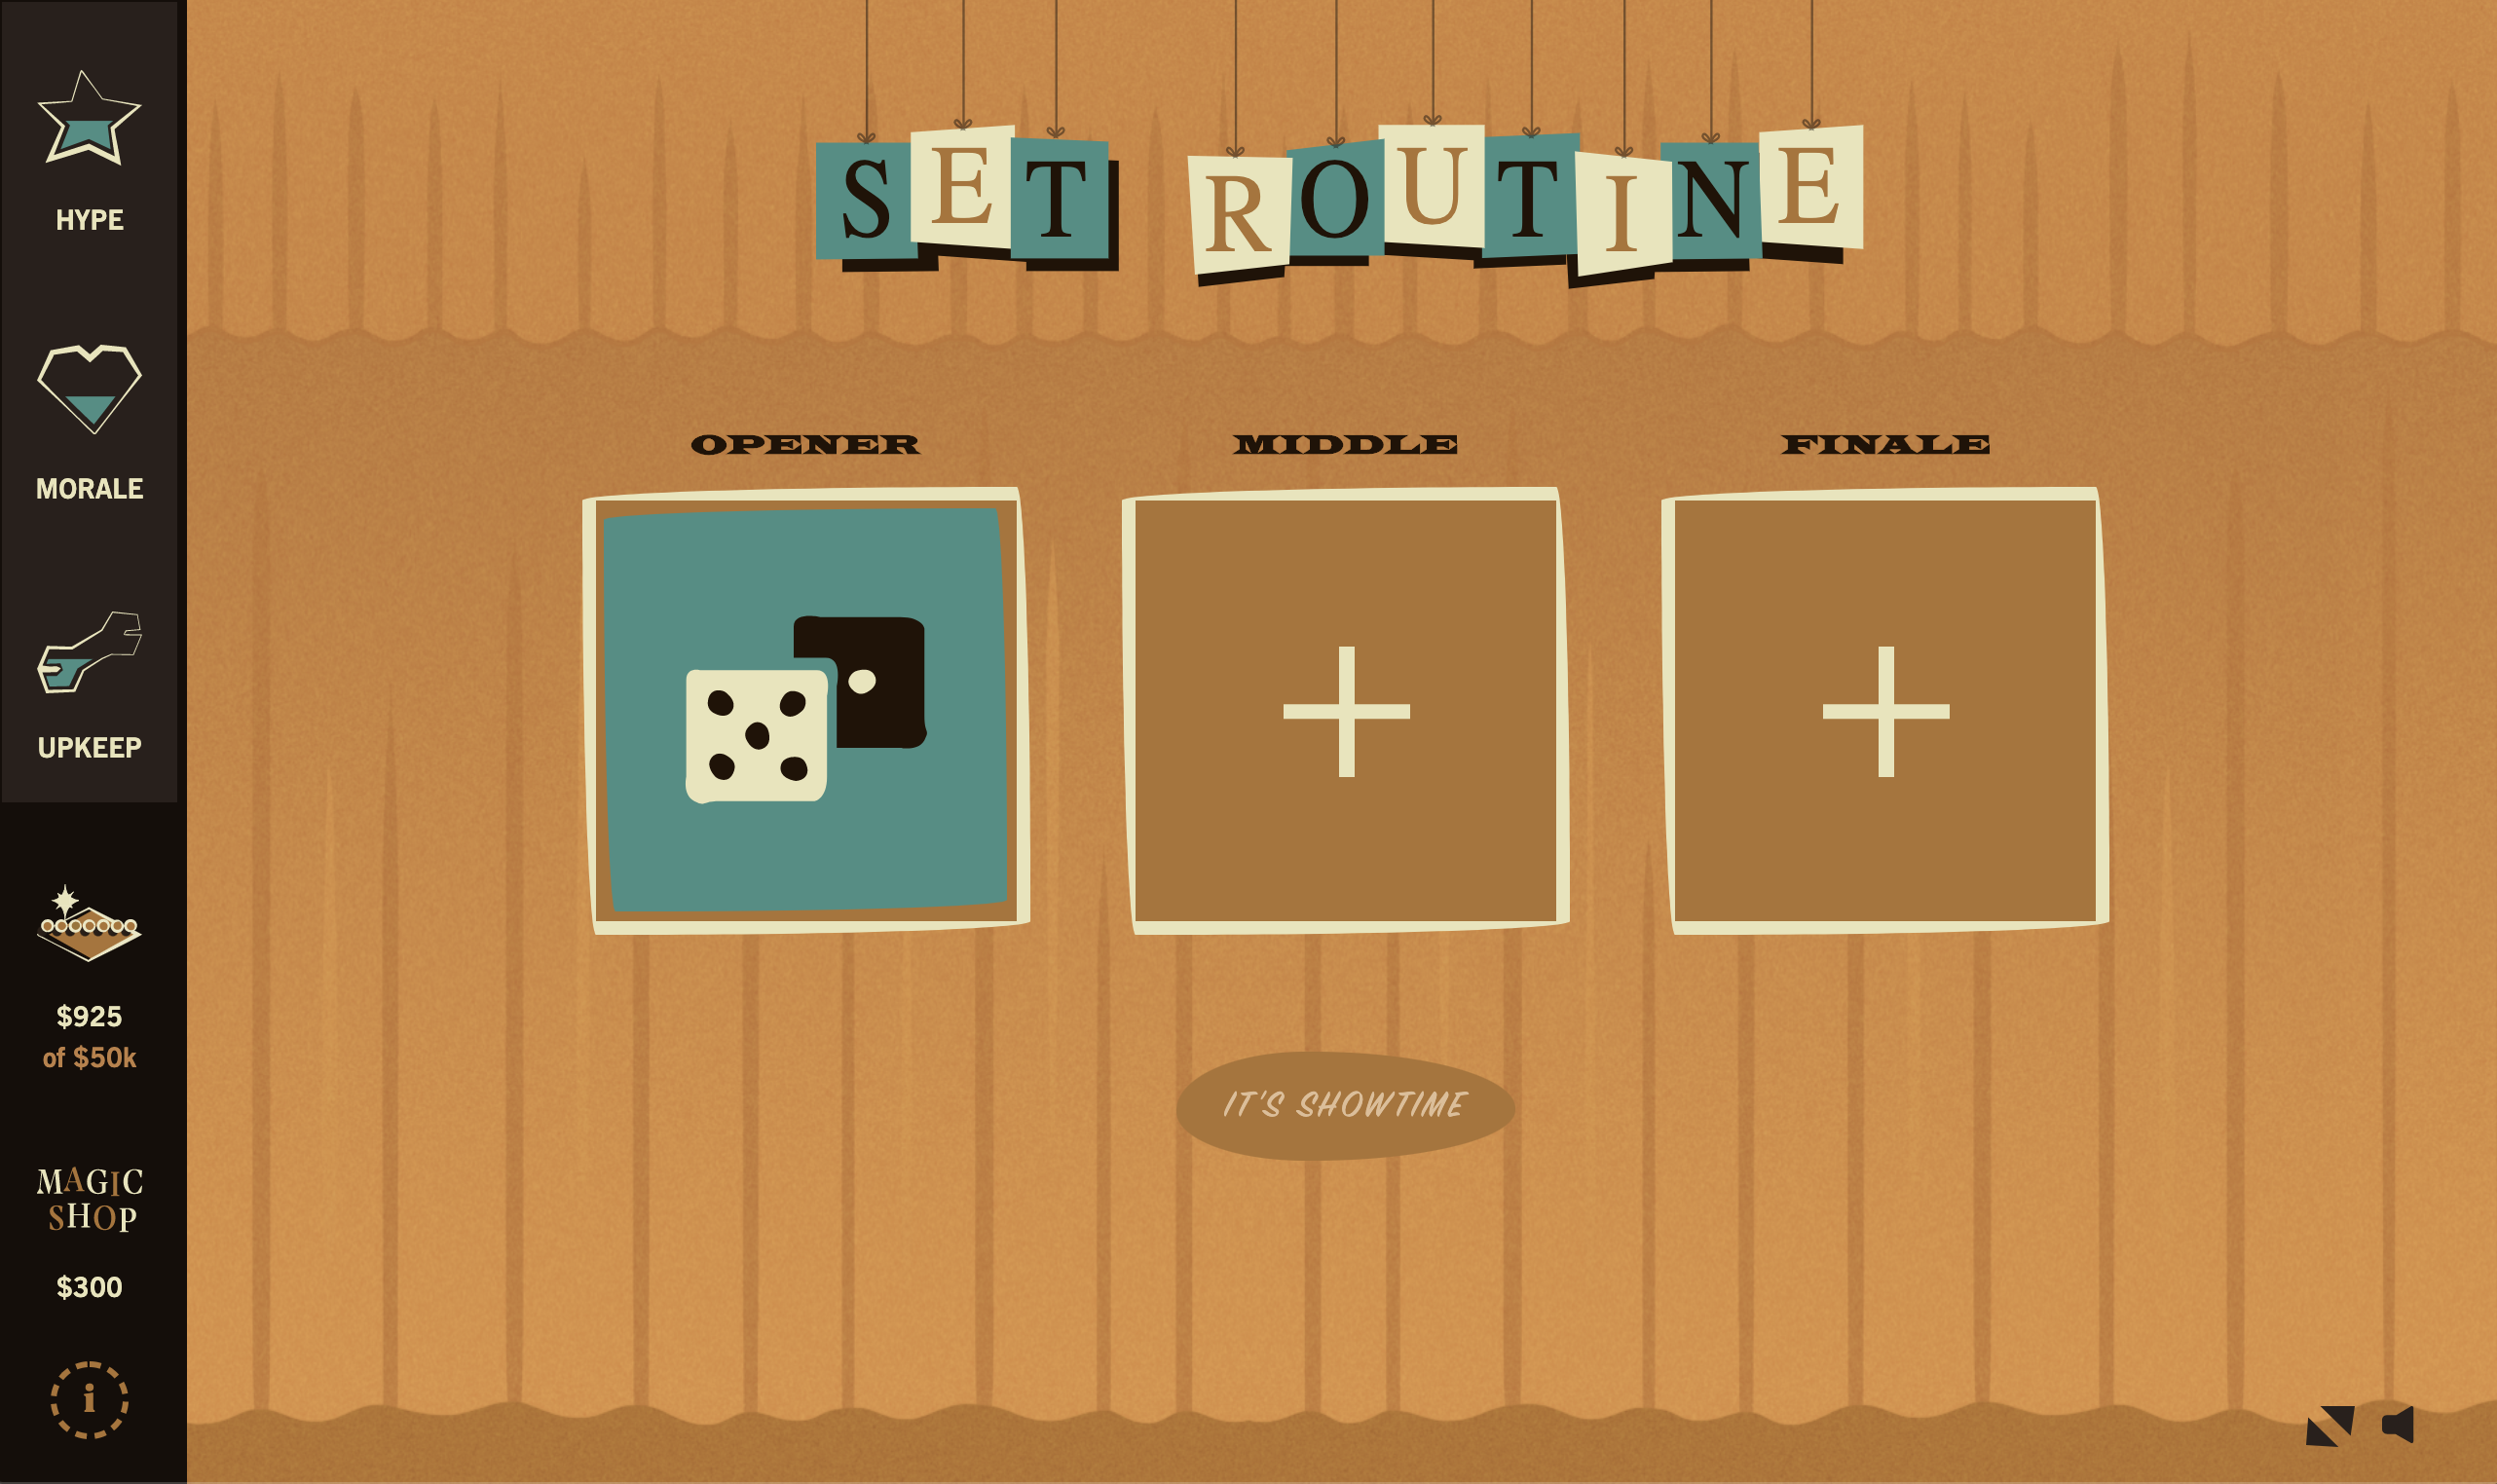 SET ROUTINE
HYPE
MORALE
UPKEEP
$925
of $50k
MAGIC
SHOP
$300
i
OPENER
MIDDLE
FINALE
IT'S SHOWTIME